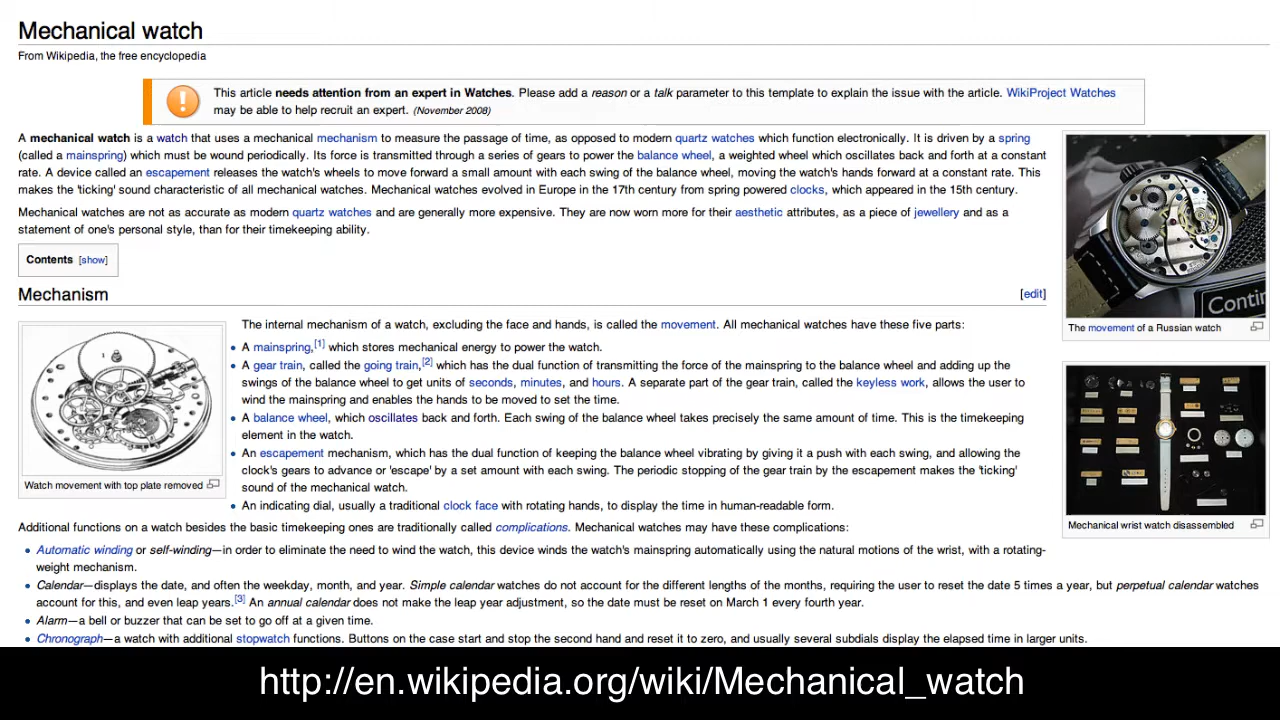 Mechanical watch
From Wikipedia, the free encyclopedia
This article needs attention from an expert in Watches. Please add a reason or a talk parameter to this template to explain the issue with the article. WikiProject Watches
may be able to help recruit an expert. (November 2008)
A mechanical watch is a watch that uses a mechanical mechanism to measure the passage of time, as opposed to modern quartz watches which function electronically. It is driven by a spring
(called a mainspring) which must be wound periodically. Its force is transmitted through a series of gears to power the balance wheel, a weighted wheel which oscillates back and forth at a constant
rate. A device called an escapement releases the watch's wheels to move forward a small amount with each swing of the balance wheel, moving the watch's hands forward at a constant rate. This
makes the 'ticking' sound characteristic of all mechanical watches. Mechanical watches evolved in Europe in the 17th century from spring powered clocks, which appeared in the 15th century.
Mechanical watches are not as accurate as modern quartz watches and are generally more expensive. They are now worn more for their aesthetic attributes, as a piece of jewellery and as a
statement of one's personal style, than for their timekeeping ability.
Contents [show]
Contin
The movement of a Russian watch
Mechanism [edit]
1
Watch movement with top plate removed
The internal mechanism of a watch, excluding the face and hands, is called the movement. All mechanical watches have these five parts:
• A mainspring,[1] which stores mechanical energy to power the watch.
• A gear train, called the going train,[2] which has the dual function of transmitting the force of the mainspring to the balance wheel and adding up the
swings of the balance wheel to get units of seconds, minutes, and hours. A separate part of the gear train, called the keyless work, allows the user to
wind the mainspring and enables the hands to be moved to set the time.
• A balance wheel, which oscillates back and forth. Each swing of the balance wheel takes precisely the same amount of time. This is the timekeeping
element in the watch.
• An escapement mechanism, which has the dual function of keeping the balance wheel vibrating by giving it a push with each swing, and allowing the
clock's gears to advance or 'escape' by a set amount with each swing. The periodic stopping of the gear train by the escapement makes the 'ticking'
sound of the mechanical watch.
• An indicating dial, usually a traditional clock face with rotating hands, to display the time in human-readable form.
Mechanical wrist watch disassembled
Additional functions on a watch besides the basic timekeeping ones are traditionally called complications. Mechanical watches may have these complications:
• Automatic winding or self-winding—in order to eliminate the need to wind the watch, this device winds the watch's mainspring automatically using the natural motions of the wrist, with a rotating-
weight mechanism.
• Calendar—displays the date, and often the weekday, month, and year. Simple calendar watches do not account for the different lengths of the months, requiring the user to reset the date 5 times a year, but perpetual calendar watches
account for this, and even leap years.[3] An annual calendar does not make the leap year adjustment, so the date must be reset on March 1 every fourth year.
• Alarm—a bell or buzzer that can be set to go off at a given time.
• Chronograph—a watch with additional stopwatch functions. Buttons on the case start and stop the second hand and reset it to zero, and usually several subdials display the elapsed time in larger units.
http://en.wikipedia.org/wiki/Mechanical_watch